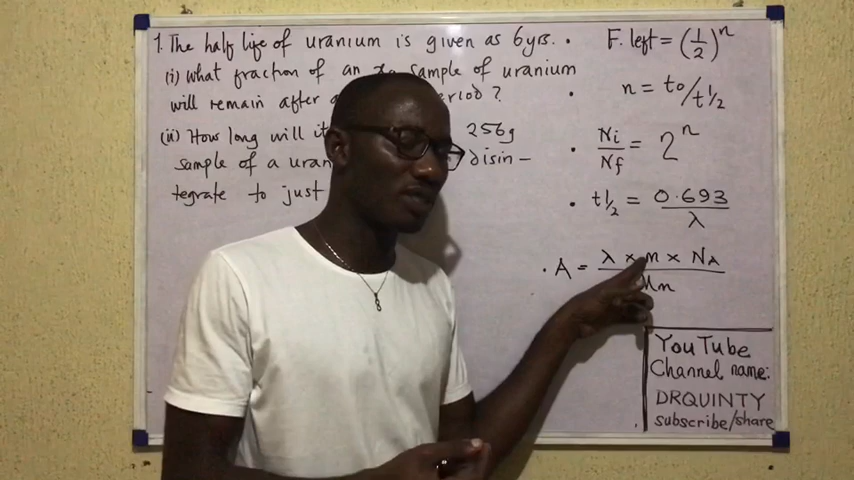 1. The half life of uranium is given as 6yrs.
(i) what fraction of an sample of uranium
will remain after
(ii) How long will 256g
sample of a disin-
tegrate to just
• F. left = (1/2)^n
• n = to/t½
• Ni/Nf = 2^n
• t½ = 0.693/λ
• A = λ × m × NA / Mm
YouTube
Channel name:
DRQUINTY
subscribe/share